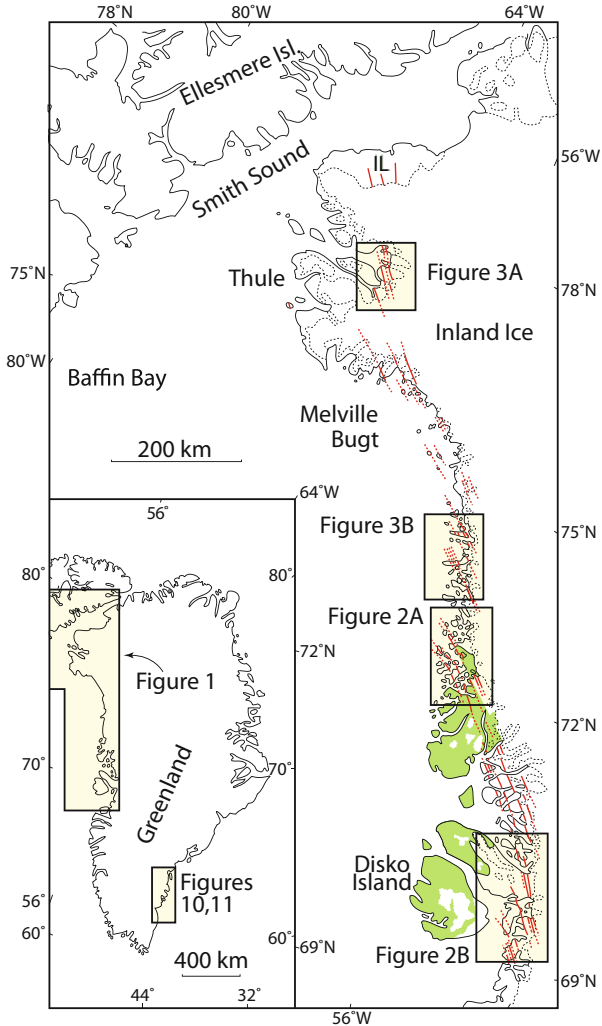 78°W
80°W
64°W
Ellesmere Isl.
56°W
IL
Smith Sound
75°N
Thule
Figure 3A
78°N
Inland Ice
80°W
Baffin Bay
Melville
Bugt
200 km
64°W
56°
Figure 3B
75°N
80°
80°
Figure 2A
72°N
Figure 1
72°N
70°
70°
Greenland
Disko
Island
Figures
10,11
56°
60°
60°
69°N
Figure 2B
400 km
69°N
44°
32°
56°W